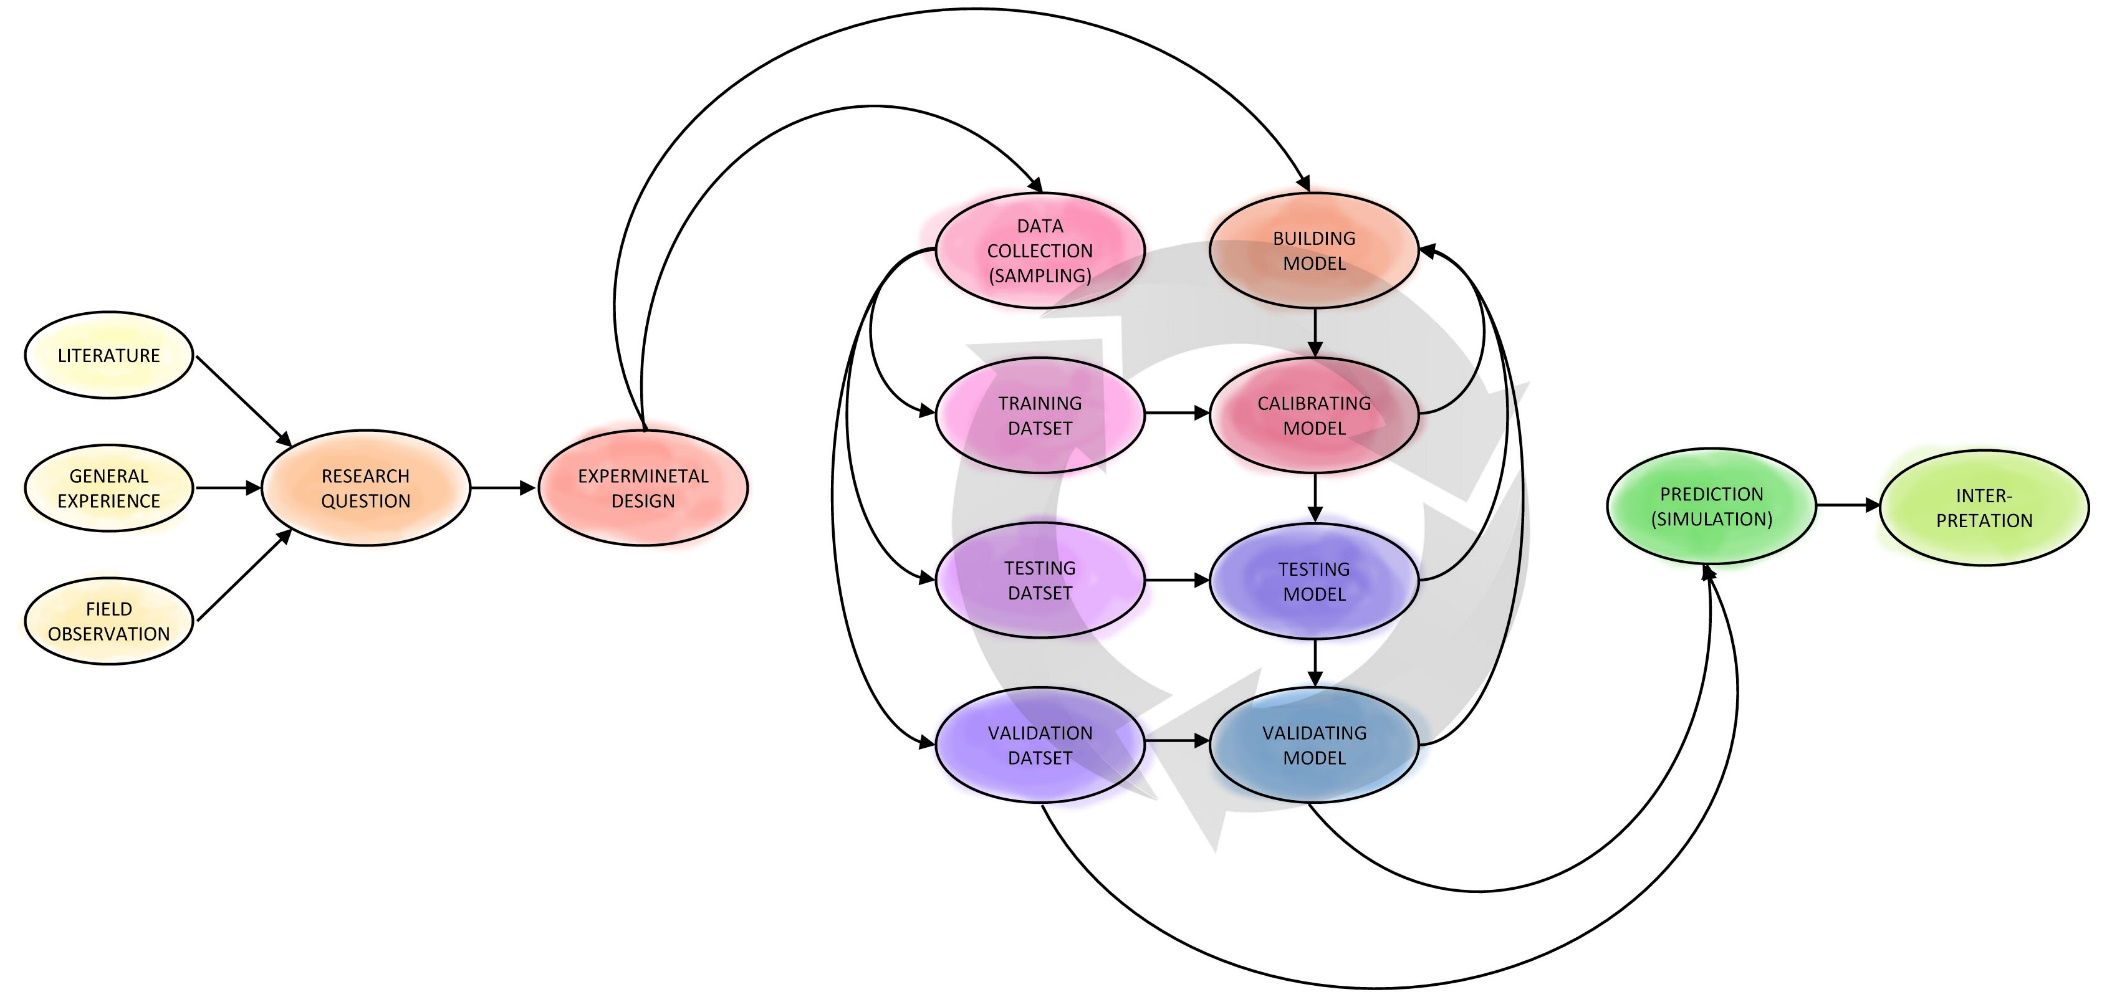 LITERATURE
GENERAL
EXPERIENCE
FIELD
OBSERVATION
RESEARCH
QUESTION
EXPERMINETAL
DESIGN
DATA
COLLECTION
(SAMPLING)
TRAINING
DATSET
TESTING
DATSET
VALIDATION
DATSET
BUILDING
MODEL
CALIBRATING
MODEL
TESTING
MODEL
VALIDATING
MODEL
PREDICTION
(SIMULATION)
INTER-
PRETATION